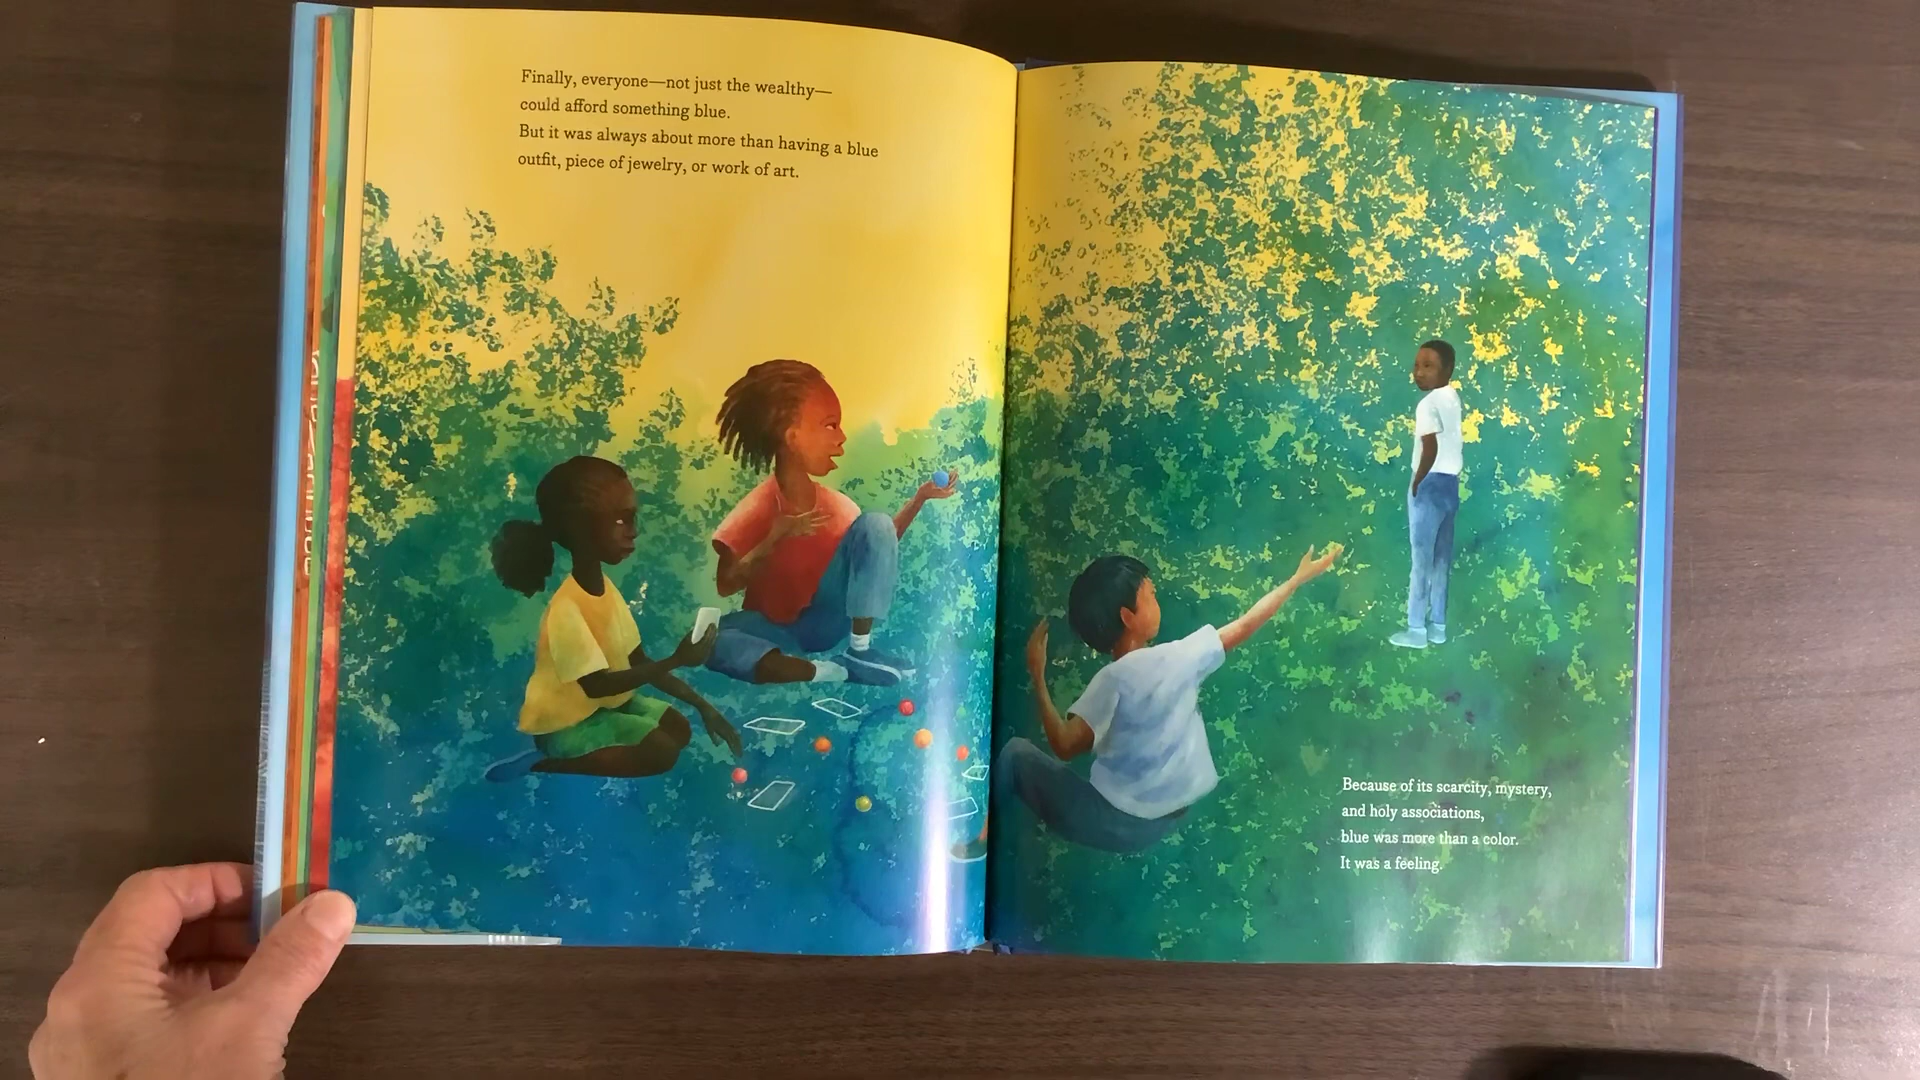 Finally, everyone—not just the wealthy—
could afford something blue.
But it was always about more than having a blue
outfit, piece of jewelry, or work of art.
Because of its scarcity, mystery,
and holy associations,
blue was more than a color.
It was a feeling.